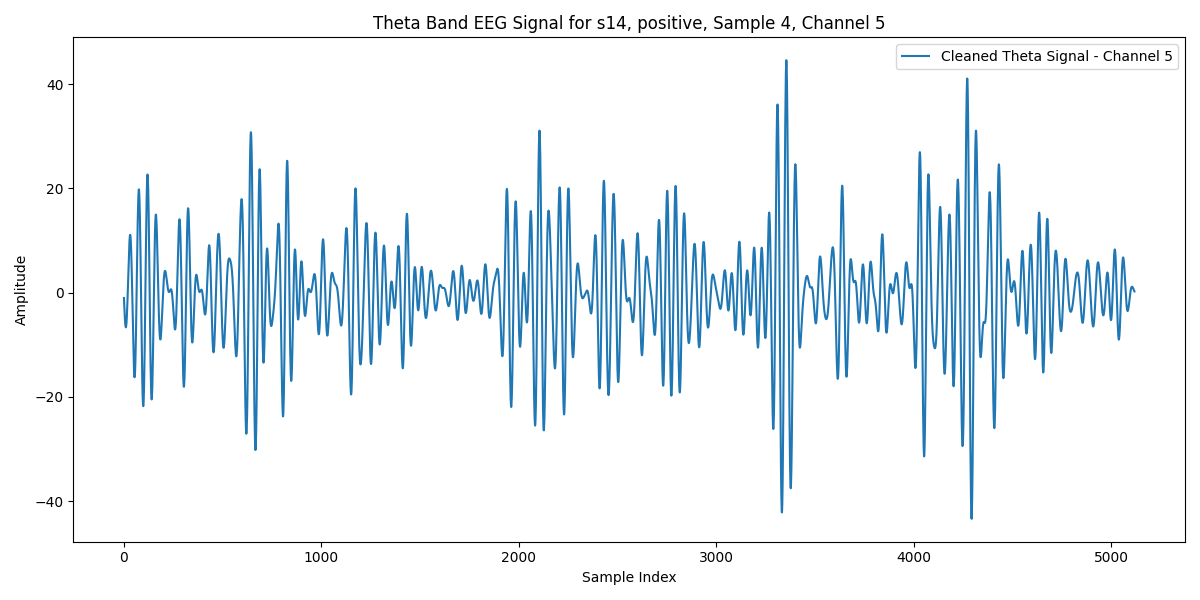 Theta Band EEG Signal for s14, positive, Sample 4, Channel 5
Cleaned Theta Signal - Channel 5
Amplitude
40
20
0
−20
−40
0 1000 2000 3000 4000 5000
Sample Index